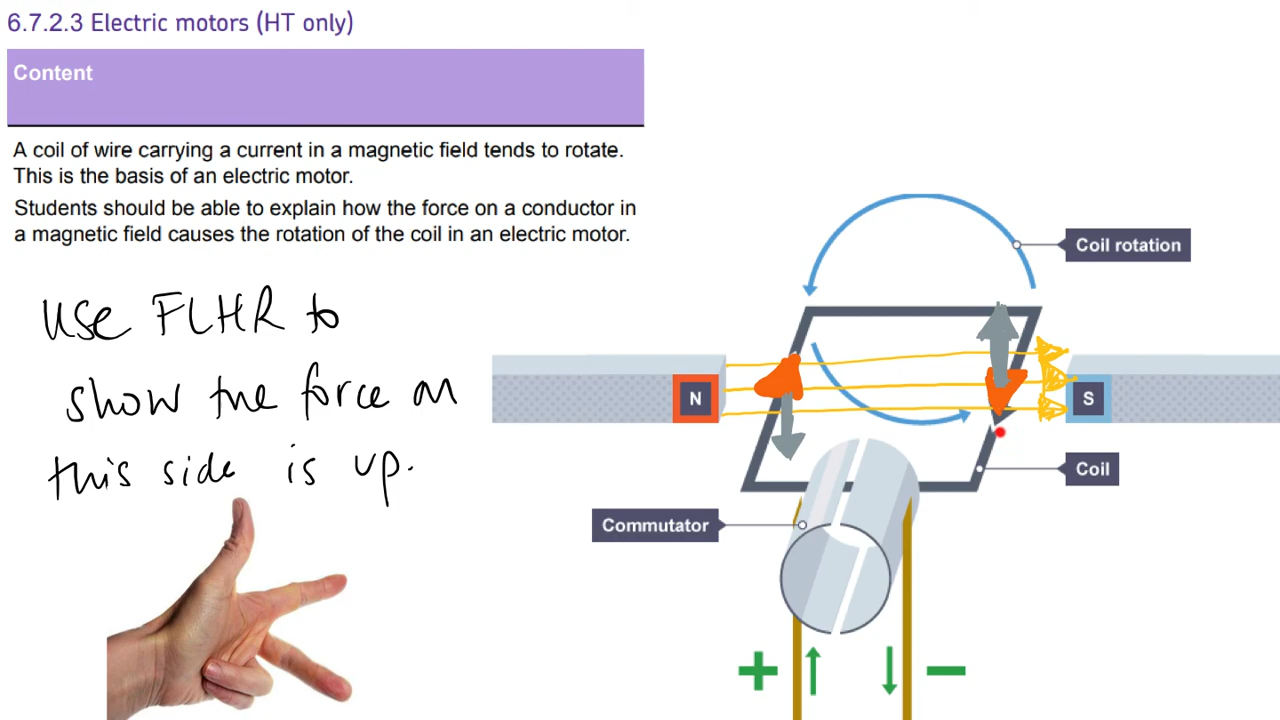 6.7.2.3 Electric motors (HT only)
Content
A coil of wire carrying a current in a magnetic field tends to rotate.
This is the basis of an electric motor.
Students should be able to explain how the force on a conductor in
a magnetic field causes the rotation of the coil in an electric motor.
Use FLHR to
show the force on
this side is up.
Coil rotation
N
S
Coil
Commutator
+
−